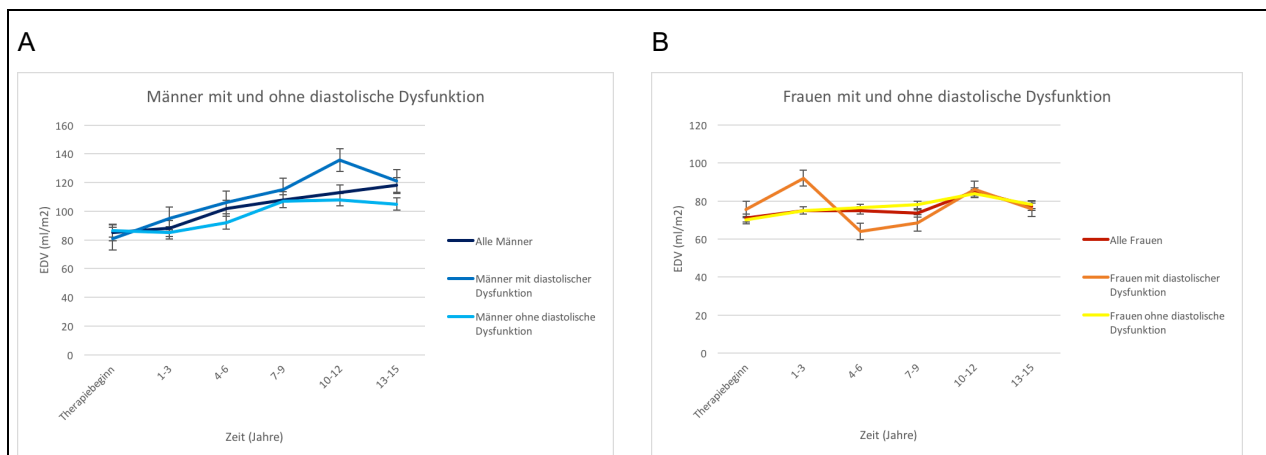 A
B
Männer mit und ohne diastolische Dysfunktion
EDV (ml/m2)
160
140
120
100
80
60
40
20
0
Therapiebeginn
1-3
4-6
7-9
10-12
13-15
Zeit (Jahre)
Alle Männer
Männer mit diastolischer
Dysfunktion
Männer ohne diastolische
Dysfunktion
Frauen mit und ohne diastolische Dysfunktion
EDV (ml/m2)
120
100
80
60
40
20
0
Therapiebeginn
1-3
4-6
7-9
10-12
13-15
Zeit (Jahre)
Alle Frauen
Frauen mit diastolischer
Dysfunktion
Frauen ohne diastolische
Dysfunktion